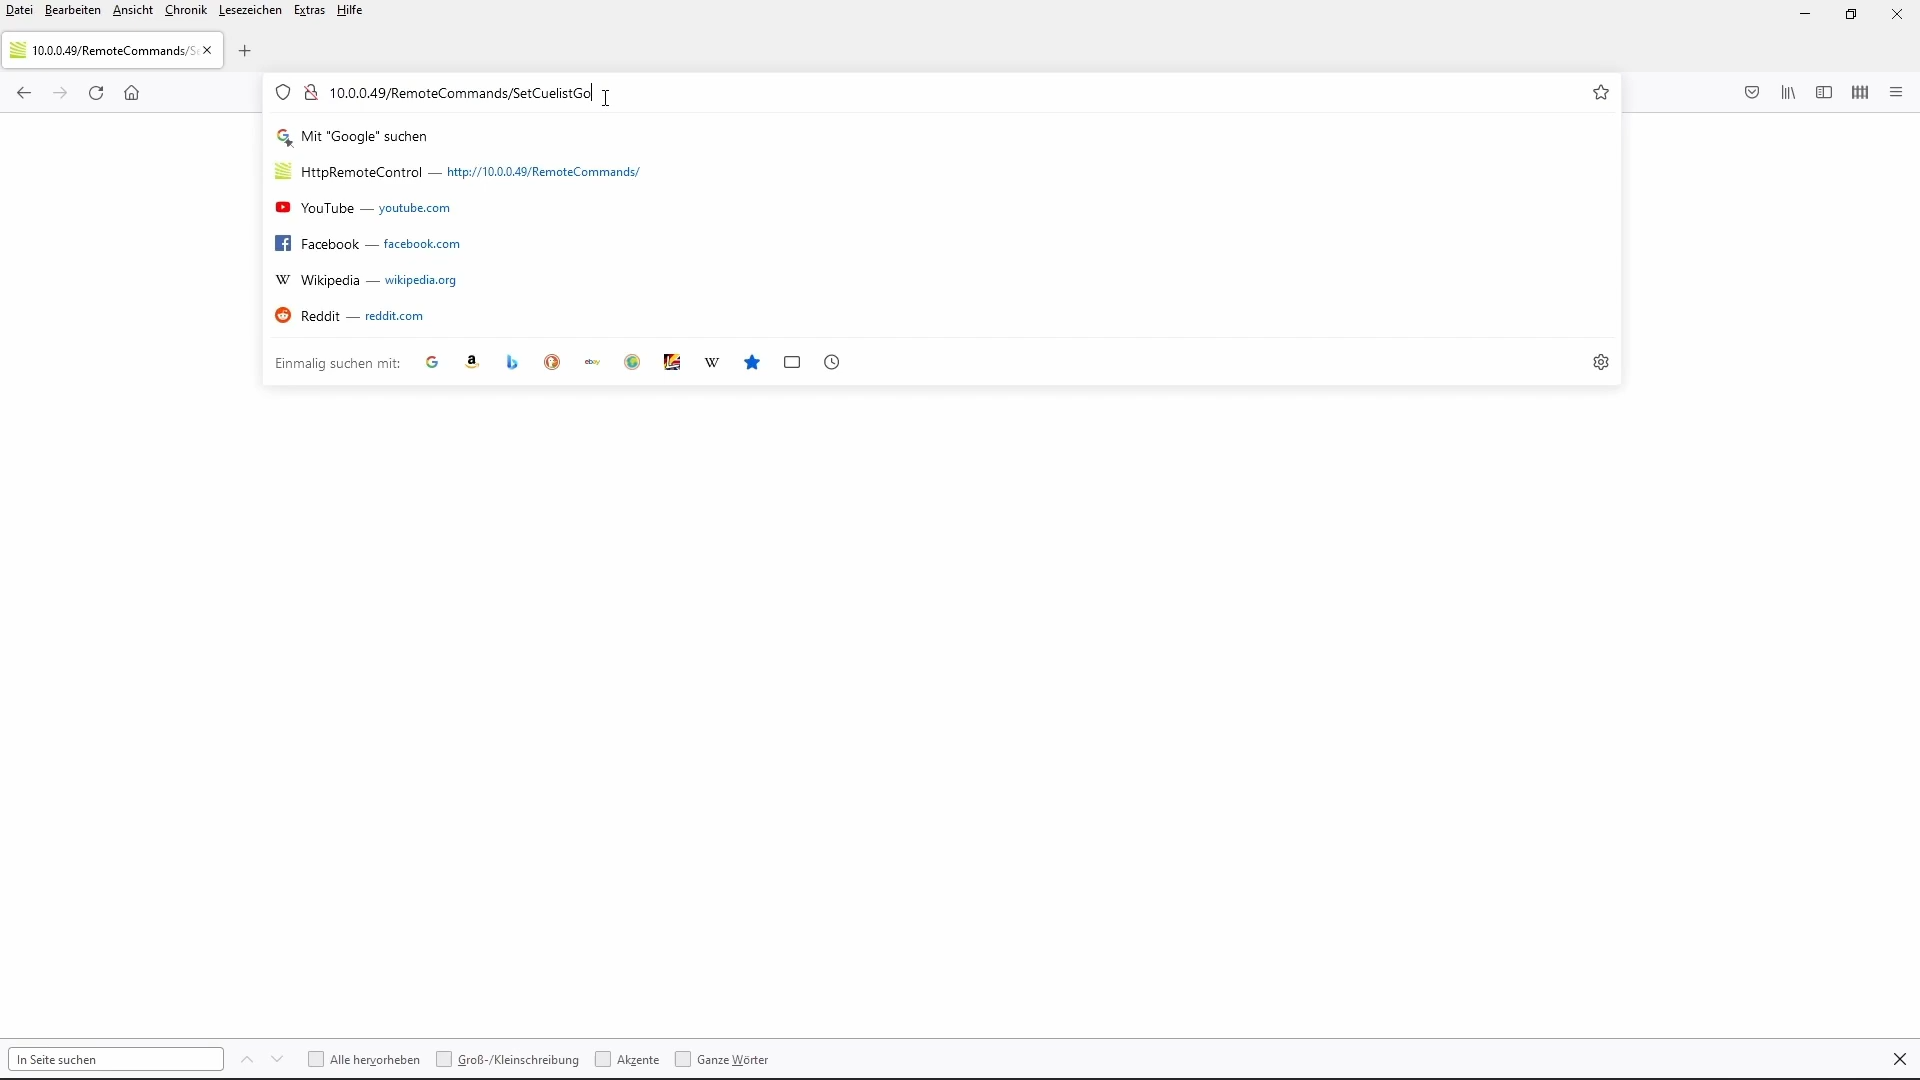 Datei Bearbeiten Ansicht Chronik Lesezeichen Extras Hilfe
10.0.0.49/RemoteCommands/Se
10.0.0.49/RemoteCommands/SetCuelistGo
Mit "Google" suchen
HttpRemoteControl — http://10.0.0.49/RemoteCommands/
YouTube — youtube.com
Facebook — facebook.com
Wikipedia — wikipedia.org
Reddit — reddit.com
Einmalig suchen mit: ebay
In Seite suchen Alle hervorheben Groß-/Kleinschreibung Akzente Ganze Wörter